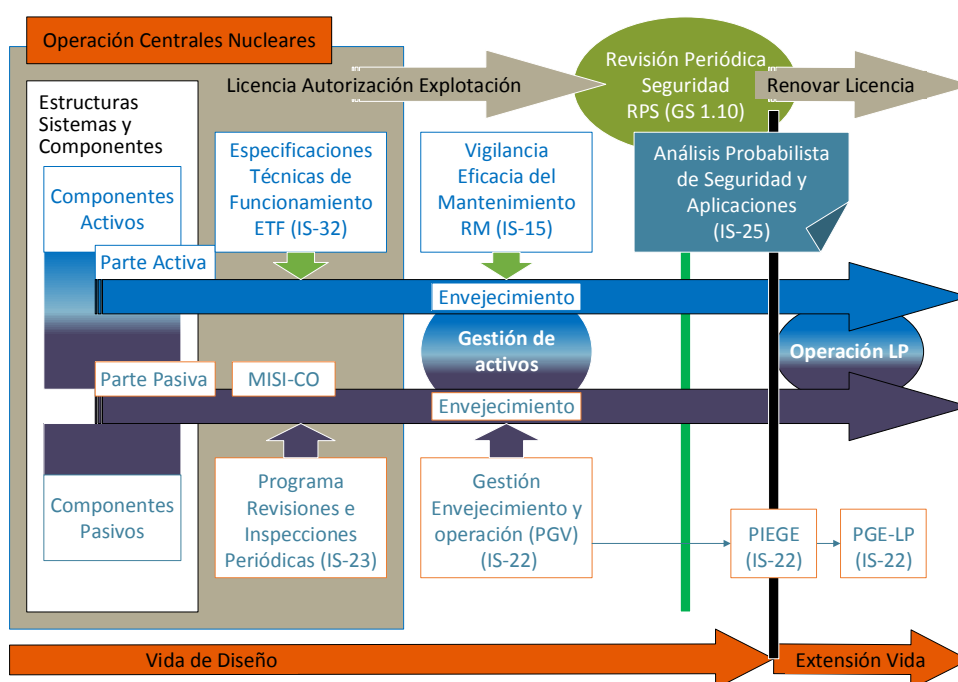 Operación Centrales Nucleares
Licencia Autorización Explotación
Revisión Periódica
Seguridad
RPS (GS 1.10)
Renovar Licencia
Estructuras
Sistemas y
Componentes
Componentes
Activos
Especificaciones
Técnicas de
Funcionamiento
ETF (IS-32)
Vigilancia
Eficacia del
Mantenimiento
RM (IS-15)
Análisis Probabilista
de Seguridad y
Aplicaciones
(IS-25)
Parte Activa
Envejecimiento
Gestión de
activos
Operación LP
Parte Pasiva
MISI-CO
Envejecimiento
Componentes
Pasivos
Programa
Revisiones e
Inspecciones
Periódicas (IS-23)
Gestión
Envejecimiento y
operación (PGV)
(IS-22)
PIEGE
(IS-22)
PGE-LP
(IS-22)
Vida de Diseño
Extensión Vida